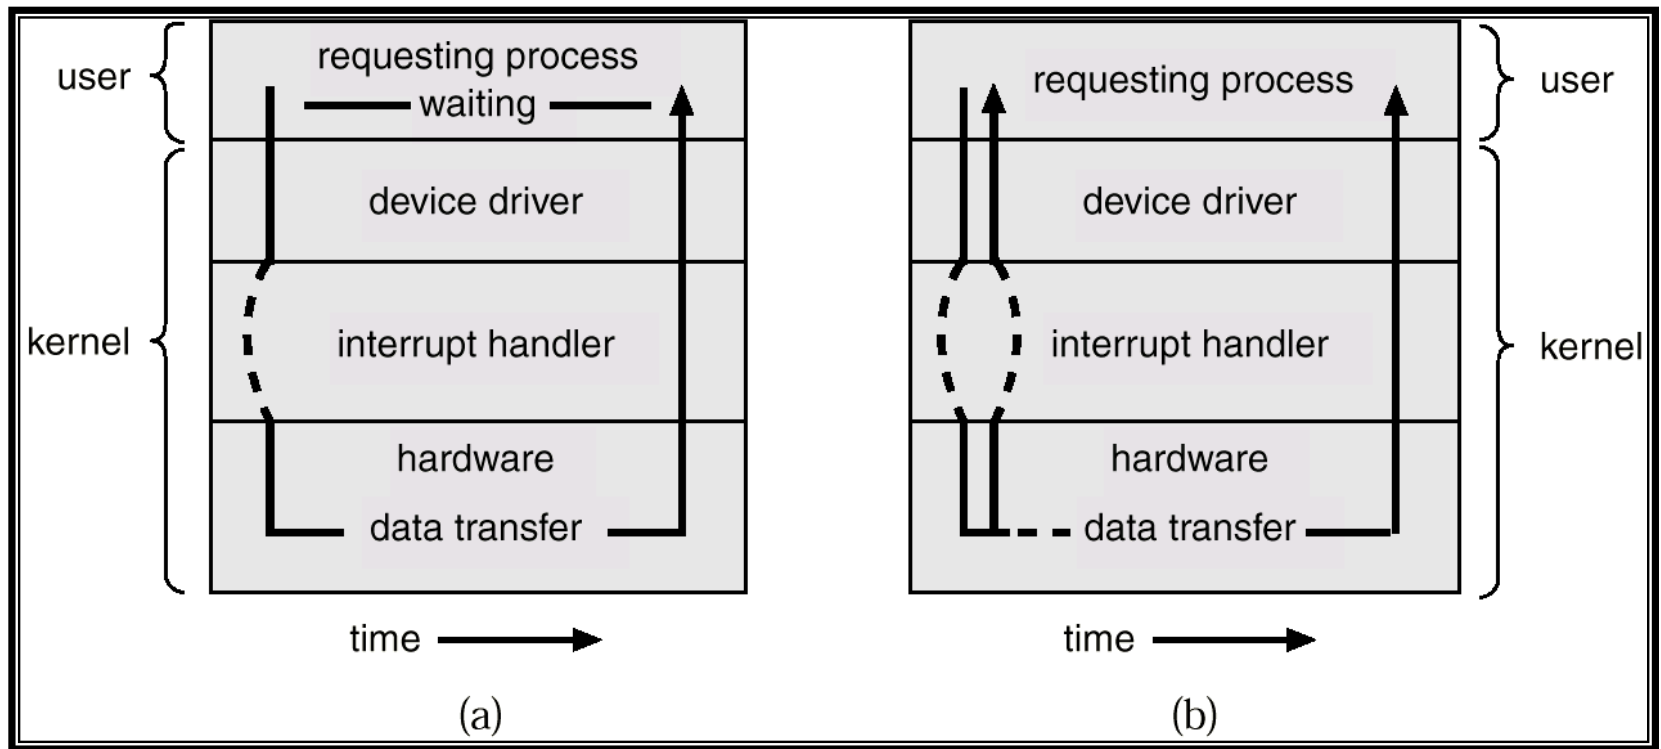 user
requesting process
waiting
device driver
kernel
interrupt handler
hardware
data transfer
time
(a)
requesting process
user
device driver
interrupt handler
kernel
hardware
data transfer
time
(b)